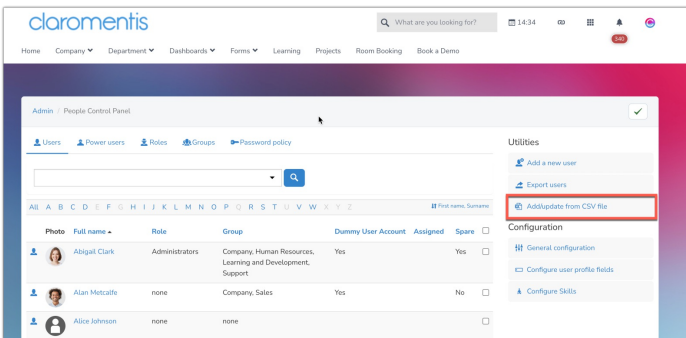 claromentis
What are you looking for?
14:34
340
Home Company Department Dashboards Forms Learning Projects Room Booking Book a Demo
Admin / People Control Panel
Users Power users Roles Groups Password policy
All A B C D E F G H I J K L M N O P Q R S T U V W X Y Z
First name, Surname
Photo Full name Role Group Dummy User Account Assigned Spare
Abigail Clark Administrators Company, Human Resources, Yes Yes
Learning and Development,
Support
Alan Metcalfe none Company, Sales Yes No
Alice Johnson none none
Utilities
Add a new user
Export users
Add/update from CSV file
Configuration
General configuration
Configure user profile fields
Configure Skills